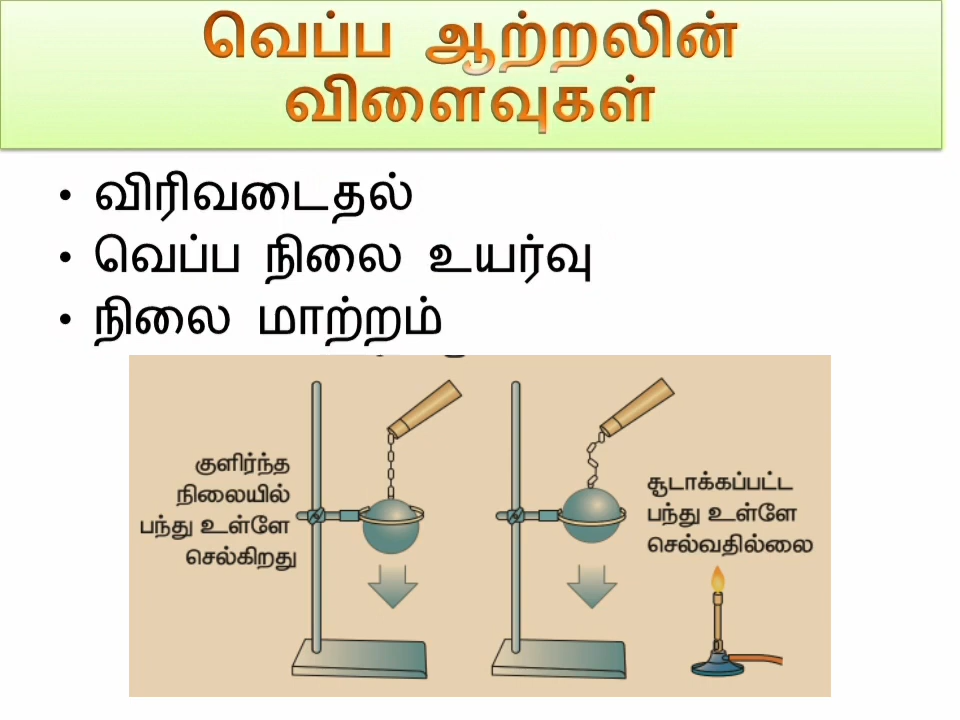 வெப்ப ஆற்றலின்
விளைவுகள்
• விரிவடைதல்
• வெப்ப நிலை உயர்வு
• நிலை மாற்றம்
குளிர்ந்த
நிலையில்
பந்து உள்ளே
செல்கிறது
சூடாக்கப்பட்ட
பந்து உள்ளே
செல்வதில்லை